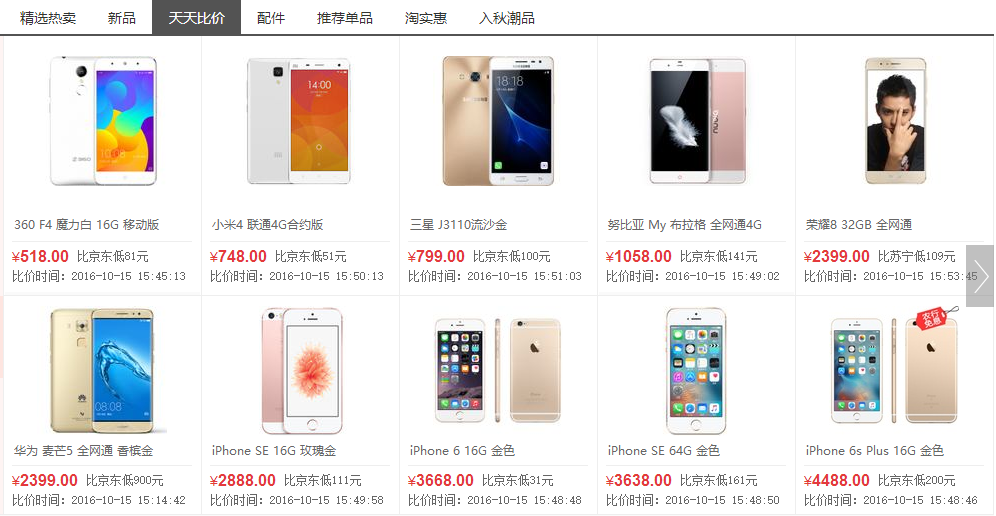 精选热卖 新品 天天比价 配件 推荐单品 淘实惠 入秋潮品
360 F4 魔力白 16G 移动版
¥518.00 比京东低81元
比价时间：2016-10-15 15:45:13
小米4 联通4G合约版
¥748.00 比京东低51元
比价时间：2016-10-15 15:50:13
三星 J3110流沙金
¥799.00 比京东低100元
比价时间：2016-10-15 15:51:03
努比亚 My 布拉格 全网通4G
¥1058.00 比京东低141元
比价时间：2016-10-15 15:49:02
荣耀8 32GB 全网通
¥2399.00 比苏宁低109元
比价时间：2016-10-15 15:53:45
农行
免息
华为 麦芒5 全网通 香槟金
¥2399.00 比京东低900元
比价时间：2016-10-15 15:14:42
iPhone SE 16G 玫瑰金
¥2888.00 比京东低111元
比价时间：2016-10-15 15:49:58
iPhone 6 16G 金色
¥3668.00 比京东低31元
比价时间：2016-10-15 15:48:48
iPhone SE 64G 金色
¥3638.00 比京东低161元
比价时间：2016-10-15 15:48:50
iPhone 6s Plus 16G 金色
¥4488.00 比京东低200元
比价时间：2016-10-15 15:48:46